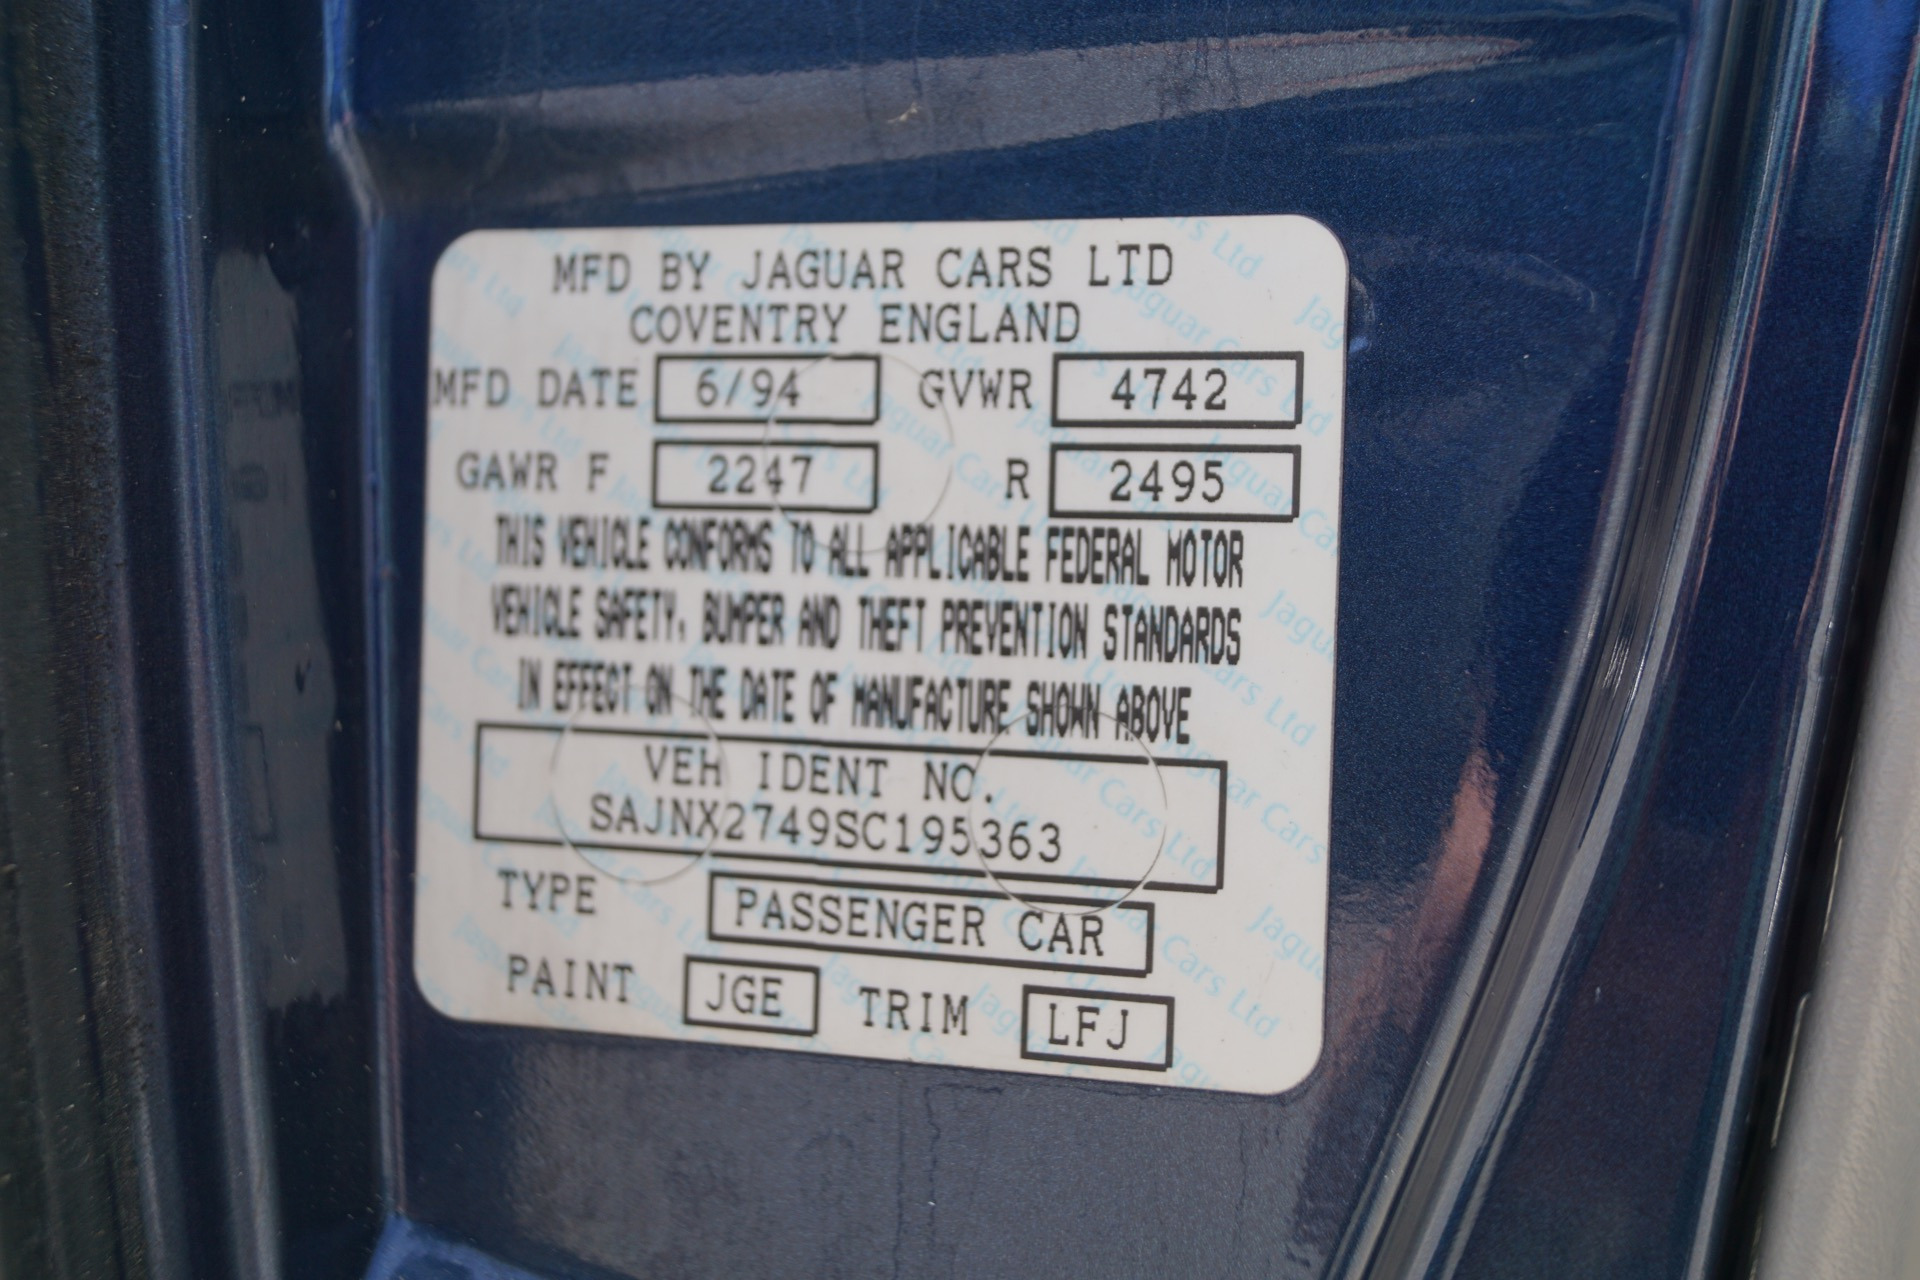 MFD BY JAGUAR CARS LTD
COVENTRY ENGLAND
MFD DATE 6/94 GVWR 4742
GAWR F 2247 R 2495
THIS VEHICLE CONFORMS TO ALL APPLICABLE FEDERAL MOTOR
VEHICLE SAFETY, BUMPER AND THEFT PREVENTION STANDARDS
IN EFFECT ON THE DATE OF MANUFACTURE SHOWN ABOVE
VEH IDENT NO.
SAJNX2749SC195363
TYPE PASSENGER CAR
PAINT JGE TRIM LFJ